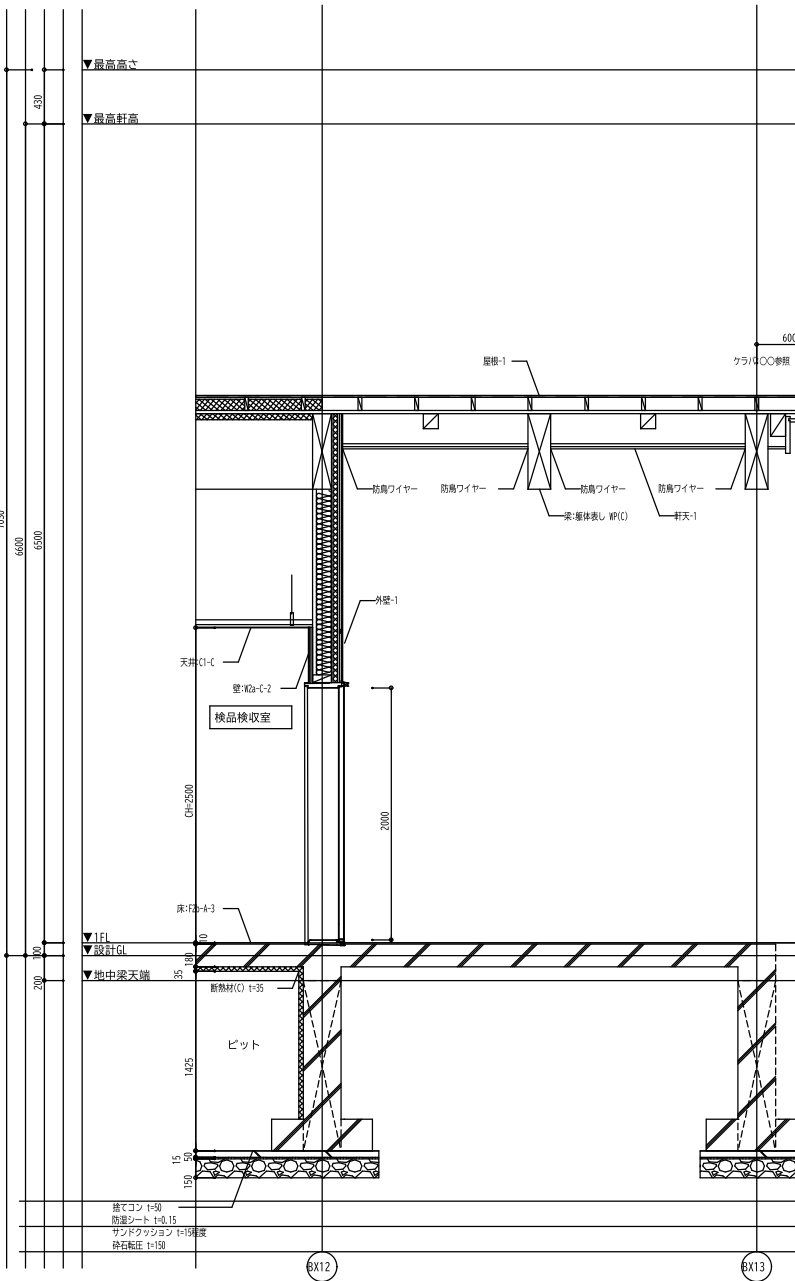 ▼最高高さ
430
▼最高軒高
600
屋根-1
ケラバ:○○参照
防鳥ワイヤー
防鳥ワイヤー
防鳥ワイヤー
防鳥ワイヤー
梁:躯体表し WP(C)
軒天-1
6600
6500
外壁-1
天井:C1-C
壁:W2a-C-2
検品検収室
CH=2500
2000
床:F2b-A-3
▼1FL
10
▼設計GL
100
180
▼地中梁天端
200
35
断熱材(C) t=35
ピット
1425
15
50
150
捨てコン t=50
防湿シート t=0.15
サンドクッション t=15程度
砕石転圧 t=150
BX12
BX13